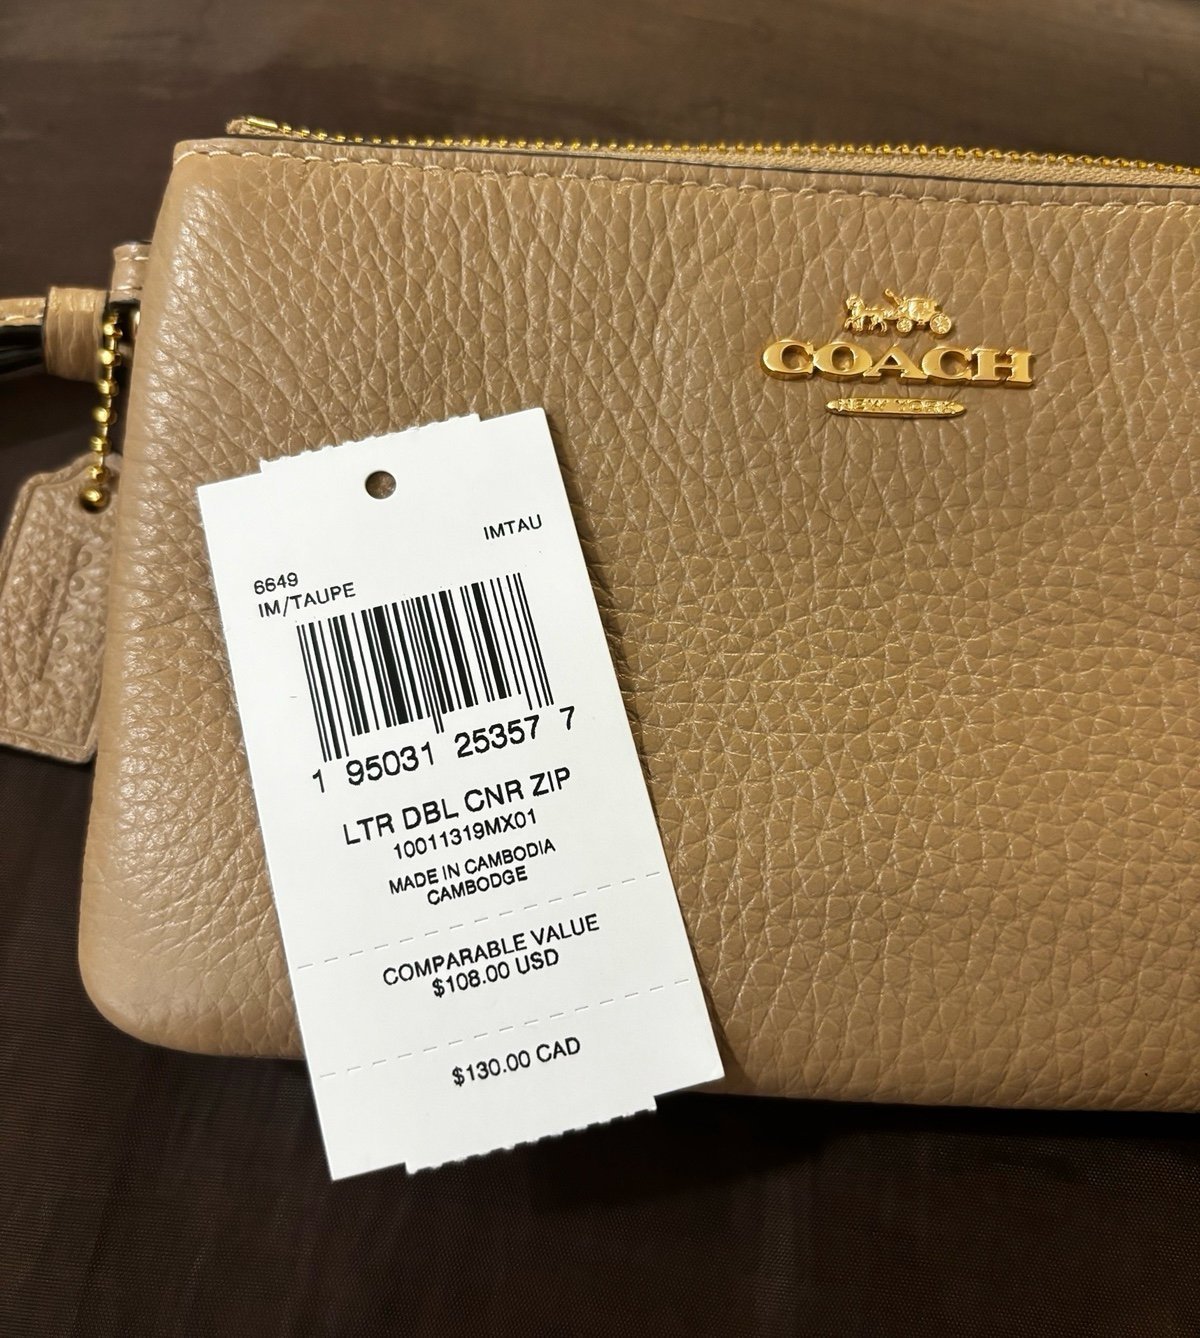 COACH
NEW YORK
IMTAU
6649
IM/TAUPE
1 95031 25357 7
LTR DBL CNR ZIP
10011319MX01
MADE IN CAMBODIA
CAMBODGE
COMPARABLE VALUE
$108.00 USD
$130.00 CAD